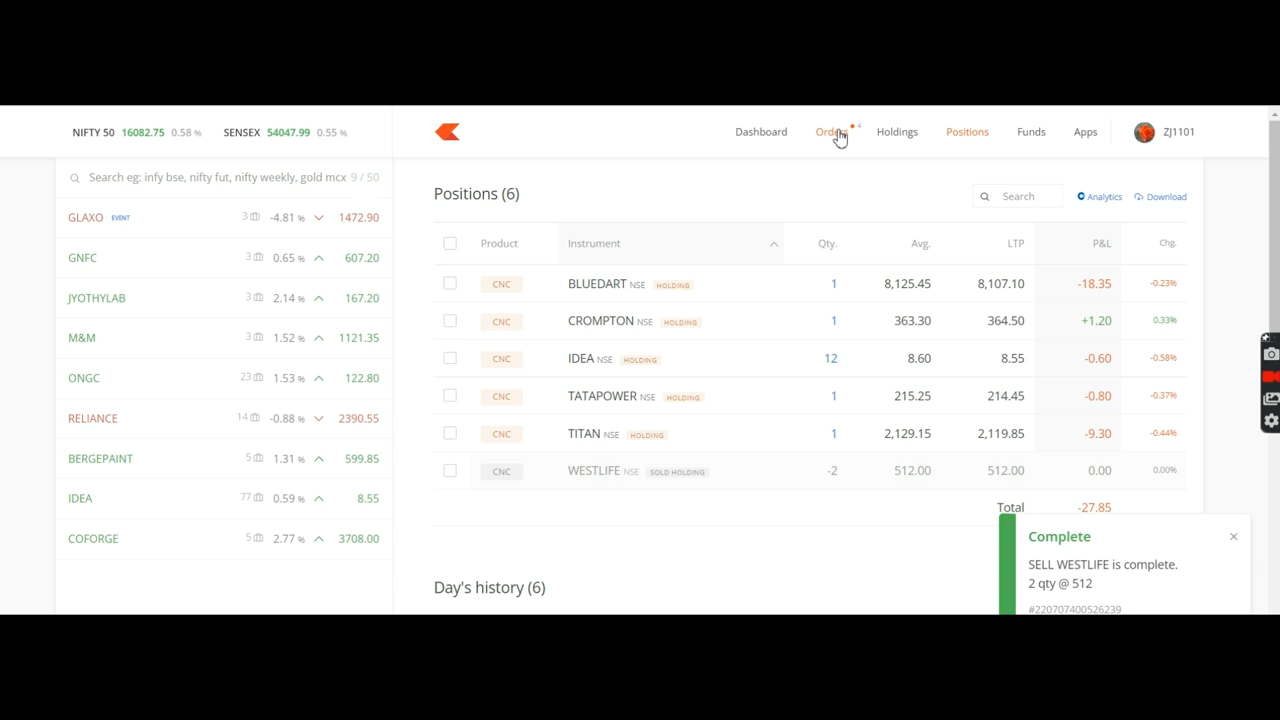 NIFTY 50 16082.75 0.58 % SENSEX 54047.99 0.55 %
Dashboard Orders 4 Holdings Positions Funds Apps ZJ1101
Search eg: infy bse, nifty fut, nifty weekly, gold mcx 9 / 50
GLAXO EVENT 3 -4.81 % 1472.90
GNFC 3 0.65 % 607.20
JYOTHYLAB 3 2.14 % 167.20
M&M 3 1.52 % 1121.35
ONGC 23 1.53 % 122.80
RELIANCE 14 -0.88 % 2390.55
BERGEPAINT 5 1.31 % 599.85
IDEA 77 0.59 % 8.55
COFORGE 5 2.77 % 3708.00
Positions (6) Search Analytics Download
Product Instrument Qty. Avg. LTP P&L Chg.
CNC BLUEDART NSE HOLDING 1 8,125.45 8,107.10 -18.35 -0.23%
CNC CROMPTON NSE HOLDING 1 363.30 364.50 +1.20 0.33%
CNC IDEA NSE HOLDING 12 8.60 8.55 -0.60 -0.58%
CNC TATAPOWER NSE HOLDING 1 215.25 214.45 -0.80 -0.37%
CNC TITAN NSE HOLDING 1 2,129.15 2,119.85 -9.30 -0.44%
CNC WESTLIFE NSE SOLD HOLDING -2 512.00 512.00 0.00 0.00%
Total -27.85
Day's history (6)
Complete
SELL WESTLIFE is complete.
2 qty @ 512
#220707400526239